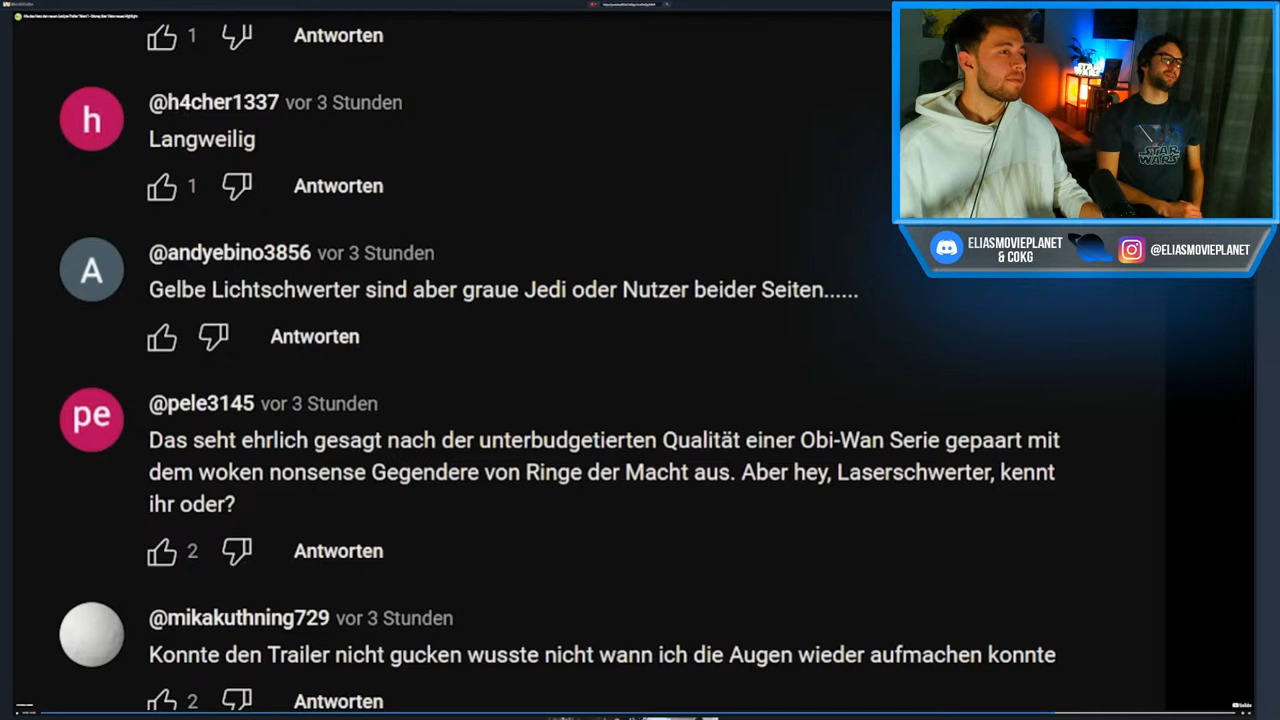 1 Antworten
@h4cher1337 vor 3 Stunden
Langweilig
1 Antworten
@andyebino3856 vor 3 Stunden
Gelbe Lichtschwerter sind aber graue Jedi oder Nutzer beider Seiten......
Antworten
@pele3145 vor 3 Stunden
Das seht ehrlich gesagt nach der unterbudgetierten Qualität einer Obi-Wan Serie gepaart mit
dem woken nonsense Gegendere von Ringe der Macht aus. Aber hey, Laserschwerter, kennt
ihr oder?
2 Antworten
@mikakuthning729 vor 3 Stunden
Konnte den Trailer nicht gucken wusste nicht wann ich die Augen wieder aufmachen konnte
2 Antworten
h
A
pe
STAR
WARS
STAR
WARS
ELIASMOVIEPLANET
& COKG
@ELIASMOVIEPLANET
YouTube